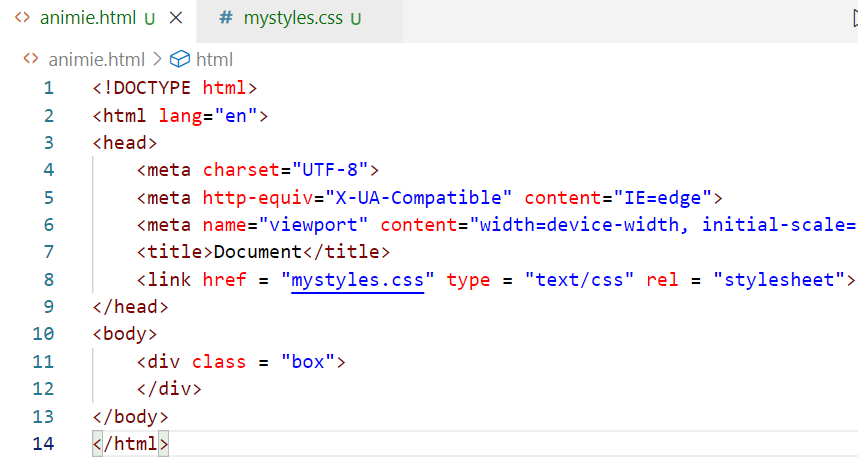 <> animie.html U × # mystyles.css U
<> animie.html > html
1 <!DOCTYPE html>
2 <html lang="en">
3 <head>
4     <meta charset="UTF-8">
5     <meta http-equiv="X-UA-Compatible" content="IE=edge">
6     <meta name="viewport" content="width=device-width, initial-scale=
7     <title>Document</title>
8     <link href = "mystyles.css" type = "text/css" rel = "stylesheet">
9 </head>
10 <body>
11     <div class = "box">
12     </div>
13 </body>
14 </html>